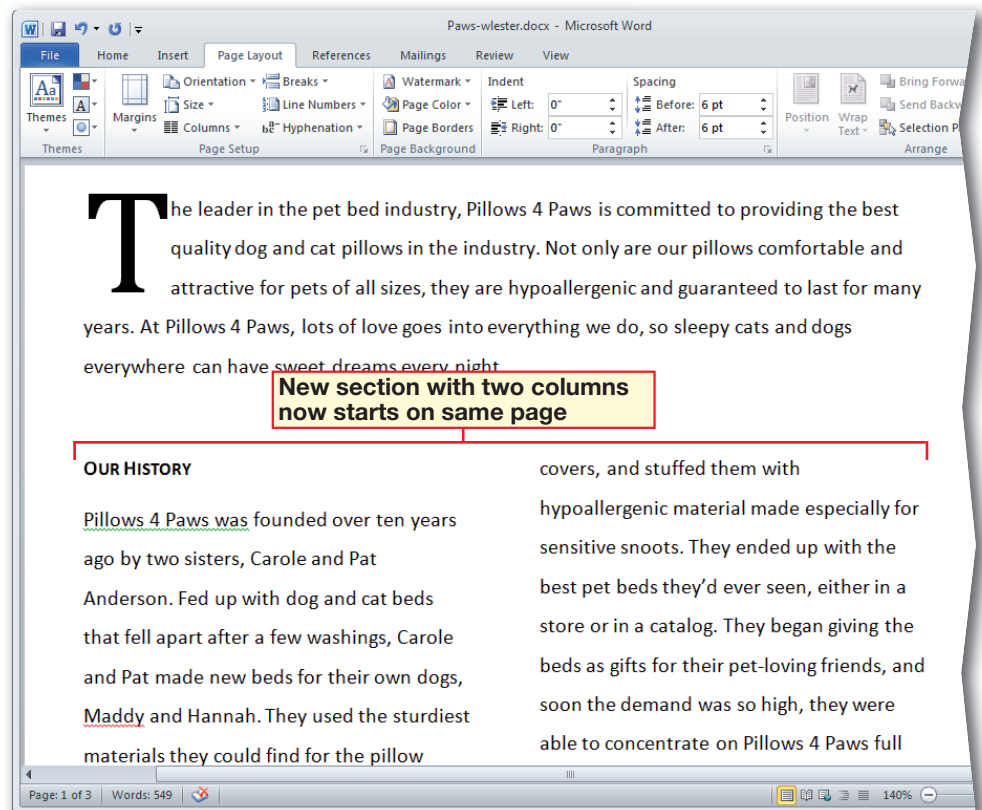 Paws-wlester.docx - Microsoft Word
File Home Insert Page Layout References Mailings Review View
Themes
Margins
Orientation
Size
Columns
Breaks
Line Numbers
Hyphenation
Watermark
Page Color
Page Borders
Indent
Left: 0"
Right: 0"
Spacing
Before: 6 pt
After: 6 pt
Position
Wrap Text
Bring Forwa
Send Backw
Selection P
Themes Page Setup Page Background Paragraph Arrange
The leader in the pet bed industry, Pillows 4 Paws is committed to providing the best
quality dog and cat pillows in the industry. Not only are our pillows comfortable and
attractive for pets of all sizes, they are hypoallergenic and guaranteed to last for many
years. At Pillows 4 Paws, lots of love goes into everything we do, so sleepy cats and dogs
everywhere can have sweet dreams every night
New section with two columns
now starts on same page
OUR HISTORY
Pillows 4 Paws was founded over ten years
ago by two sisters, Carole and Pat
Anderson. Fed up with dog and cat beds
that fell apart after a few washings, Carole
and Pat made new beds for their own dogs,
Maddy and Hannah. They used the sturdiest
materials they could find for the pillow
covers, and stuffed them with
hypoallergenic material made especially for
sensitive snoots. They ended up with the
best pet beds they'd ever seen, either in a
store or in a catalog. They began giving the
beds as gifts for their pet-loving friends, and
soon the demand was so high, they were
able to concentrate on Pillows 4 Paws full
Page: 1 of 3 Words: 549 140%